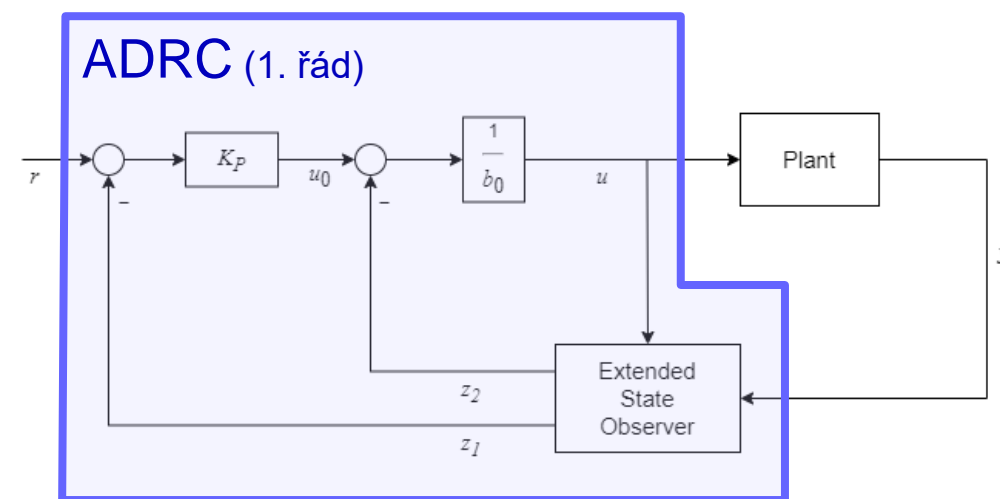 ADRC (1. řád)
r
K_P
u_0
1
b_0
u
Plant
z_2
z_1
Extended
State
Observer